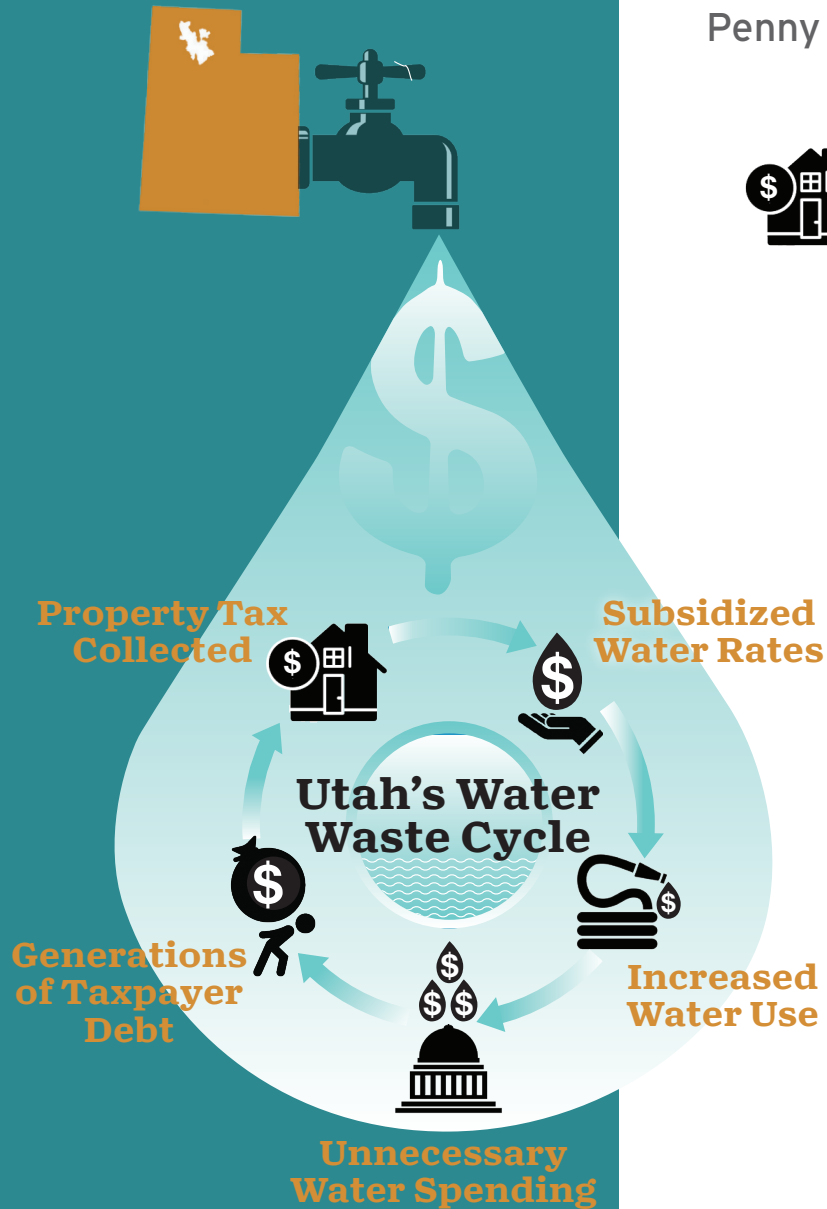 Penny
$
$
Property Tax
Collected
$
Subsidized
Water Rates
$
Utah's Water
Waste Cycle
$
$
Generations
of Taxpayer
Debt
$
$ $
Increased
Water Use
Unnecessary
Water Spending